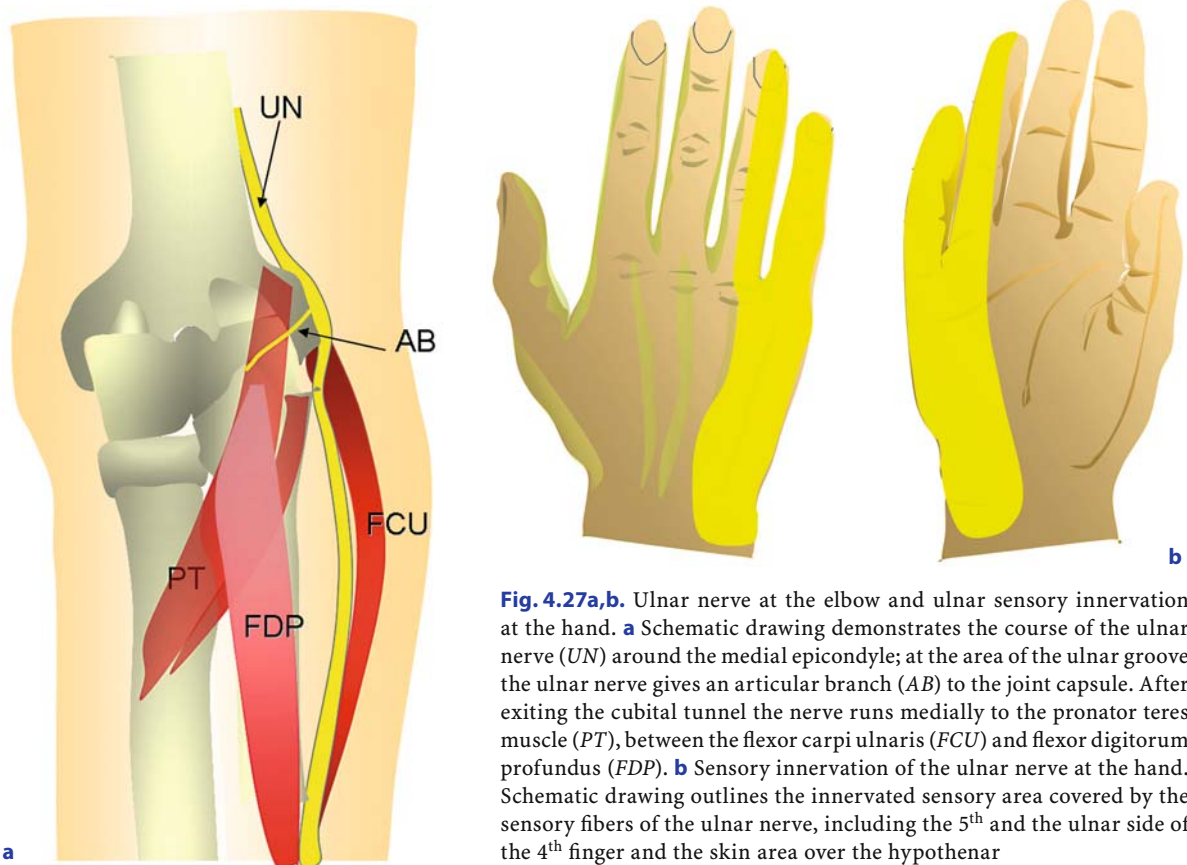 UN
AB
FCU
PT
FDP
a
b
Fig. 4.27a,b. Ulnar nerve at the elbow and ulnar sensory innervation
at the hand. a Schematic drawing demonstrates the course of the ulnar
nerve (UN) around the medial epicondyle; at the area of the ulnar groove
the ulnar nerve gives an articular branch (AB) to the joint capsule. After
exiting the cubital tunnel the nerve runs medially to the pronator teres
muscle (PT), between the flexor carpi ulnaris (FCU) and flexor digitorum
profundus (FDP). b Sensory innervation of the ulnar nerve at the hand.
Schematic drawing outlines the innervated sensory area covered by the
sensory fibers of the ulnar nerve, including the 5th and the ulnar side of
the 4th finger and the skin area over the hypothenar